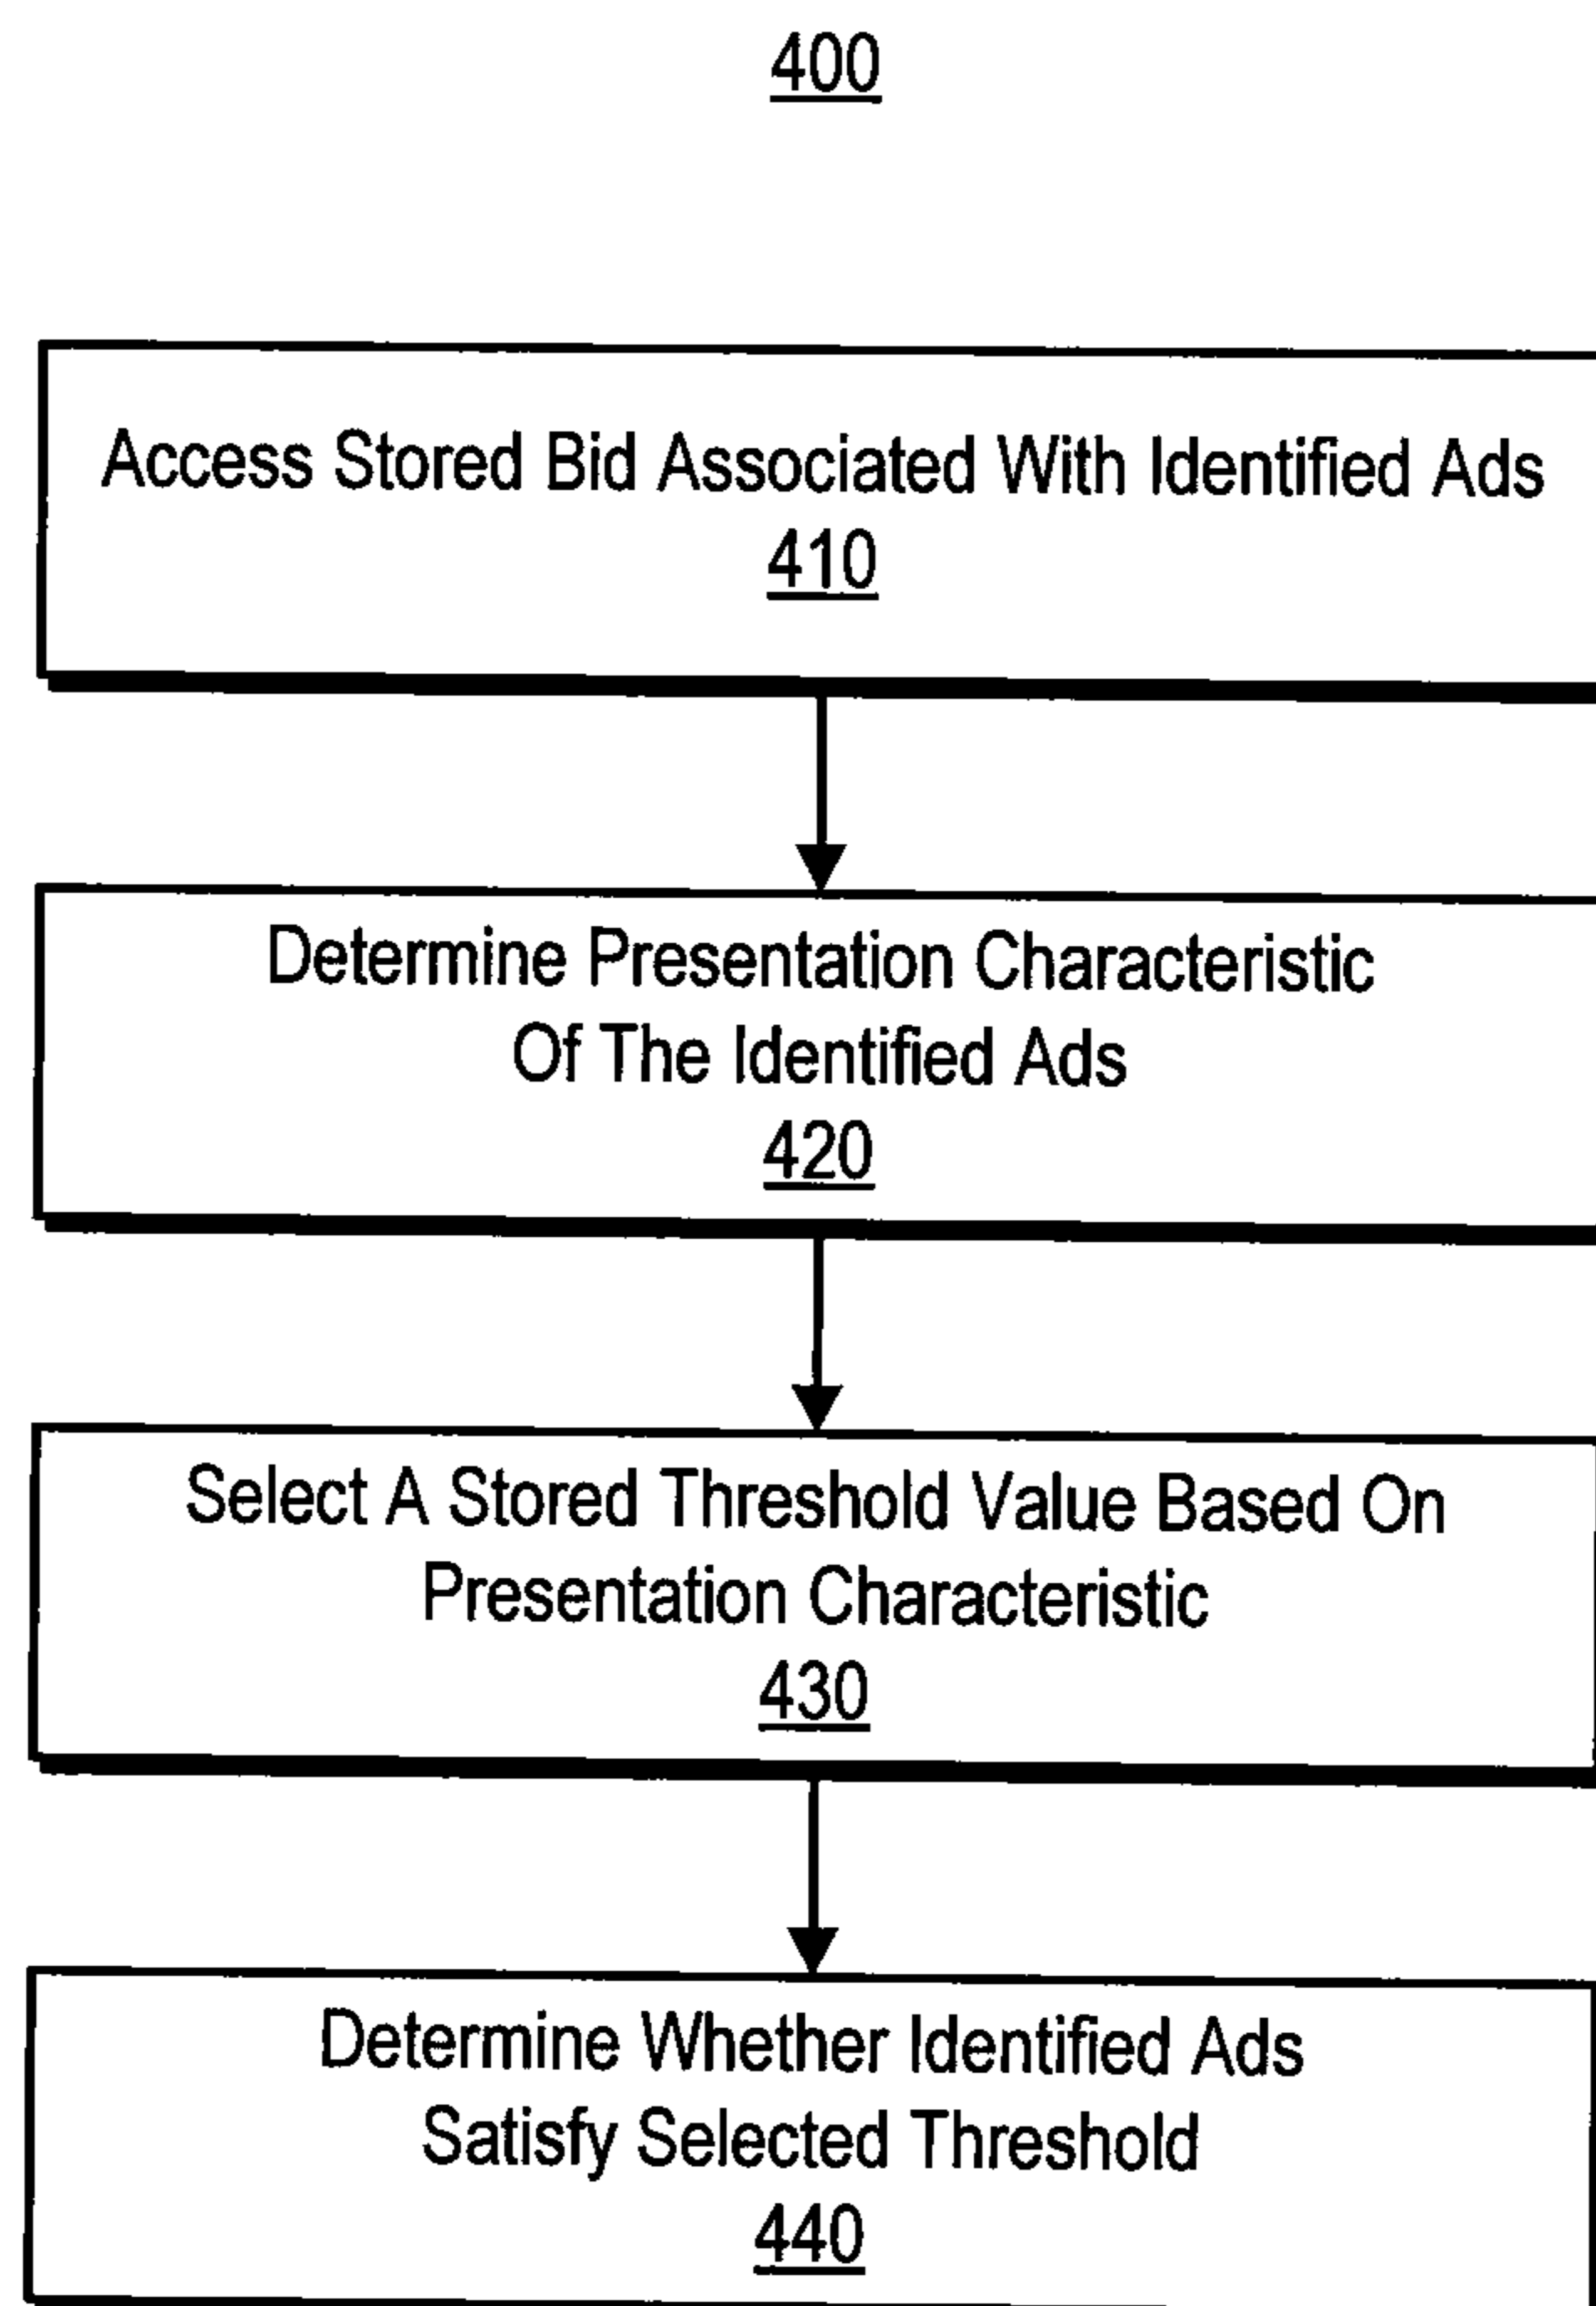 400
Access Stored Bid Associated With Identified Ads
410
Determine Presentation Characteristic
Of The Identified Ads
420
Select A Stored Threshold Value Based On
Presentation Characteristic
430
Determine Whether Identified Ads
Satisfy Selected Threshold
440